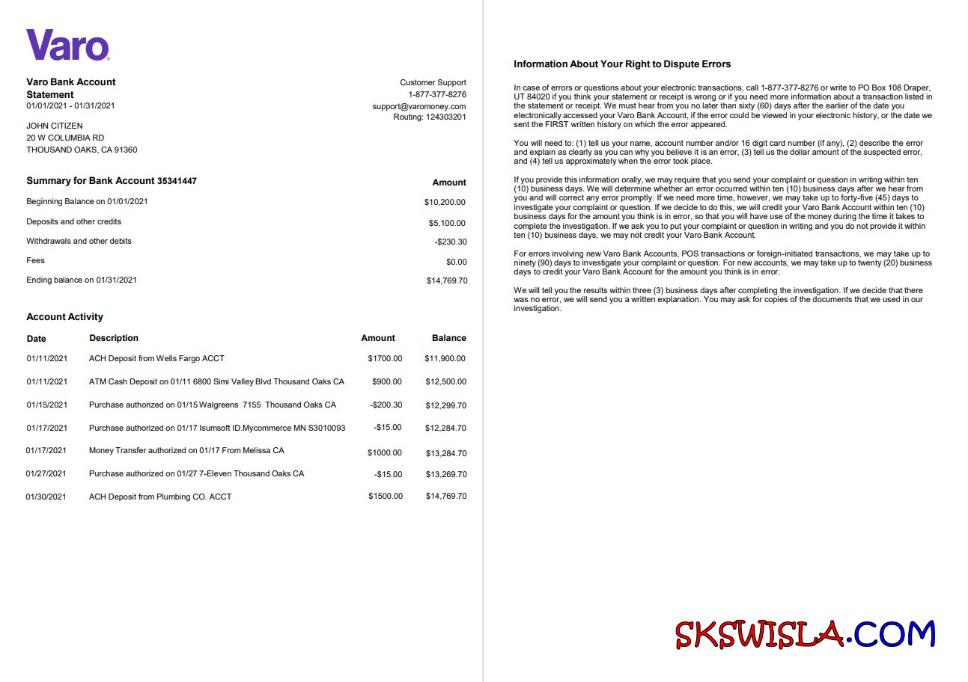 Varo
Varo Bank Account
Statement
01/01/2021 - 01/31/2021
JOHN CITIZEN
20 W COLUMBIA RD
THOUSAND OAKS, CA 91360
Customer Support
1-877-377-8276
support@varomoney.com
Routing: 124303201
Summary for Bank Account 35341447 Amount
Beginning Balance on 01/01/2021 $10,200.00
Deposits and other credits $5,100.00
Withdrawals and other debits -$230.30
Fees $0.00
Ending balance on 01/31/2021 $14,769.70
Account Activity
Date Description Amount Balance
01/11/2021 ACH Deposit from Wells Fargo ACCT $1700.00 $11,900.00
01/11/2021 ATM Cash Deposit on 01/11 6800 Simi Valley Blvd Thousand Oaks CA $900.00 $12,500.00
01/15/2021 Purchase authorized on 01/15 Walgreens 7155 Thousand Oaks CA -$200.30 $12,299.70
01/17/2021 Purchase authorized on 01/17 Isumsoft ID.Mycommerce MN S3010093 -$15.00 $12,284.70
01/17/2021 Money Transfer authorized on 01/17 From Melissa CA $1000.00 $13,284.70
01/27/2021 Purchase authorized on 01/27 7-Eleven Thousand Oaks CA -$15.00 $13,269.70
01/30/2021 ACH Deposit from Plumbing CO. ACCT $1500.00 $14,769.70
Information About Your Right to Dispute Errors
In case of errors or questions about your electronic transactions, call 1-877-377-8276 or write to PO Box 108 Draper,
UT 84020 if you think your statement or receipt is wrong or if you need more information about a transaction listed in
the statement or receipt. We must hear from you no later than sixty (60) days after the earlier of the date you
electronically accessed your Varo Bank Account, if the error could be viewed in your electronic history, or the date we
sent the FIRST written history on which the error appeared.
You will need to: (1) tell us your name, account number and/or 16 digit card number (if any), (2) describe the error
and explain as clearly as you can why you believe it is an error, (3) tell us the dollar amount of the suspected error,
and (4) tell us approximately when the error took place.
If you provide this information orally, we may require that you send your complaint or question in writing within ten
(10) business days. We will determine whether an error occurred within ten (10) business days after we hear from
you and will correct any error promptly. If we need more time, however, we may take up to forty-five (45) days to
investigate your complaint or question. If we decide to do this, we will credit your Varo Bank Account within ten (10)
business days for the amount you think is in error, so that you will have use of the money during the time it takes to
complete the investigation. If we ask you to put your complaint or question in writing and you do not provide it within
ten (10) business days, we may not credit your Varo Bank Account.
For errors involving new Varo Bank Accounts, POS transactions or foreign-initiated transactions, we may take up to
ninety (90) days to investigate your complaint or question. For new accounts, we may take up to twenty (20) business
days to credit your Varo Bank Account for the amount you think is in error.
We will tell you the results within three (3) business days after completing the investigation. If we decide that there
was no error, we will send you a written explanation. You may ask for copies of the documents that we used in our
investigation.
SKSWISLA.COM